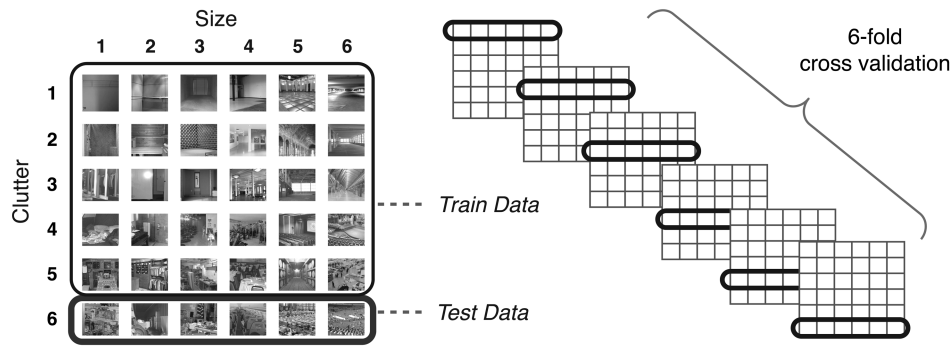 Size
1 2 3 4 5 6
Clutter
1
2
3
4
5
6
Train Data
Test Data
6-fold
cross validation